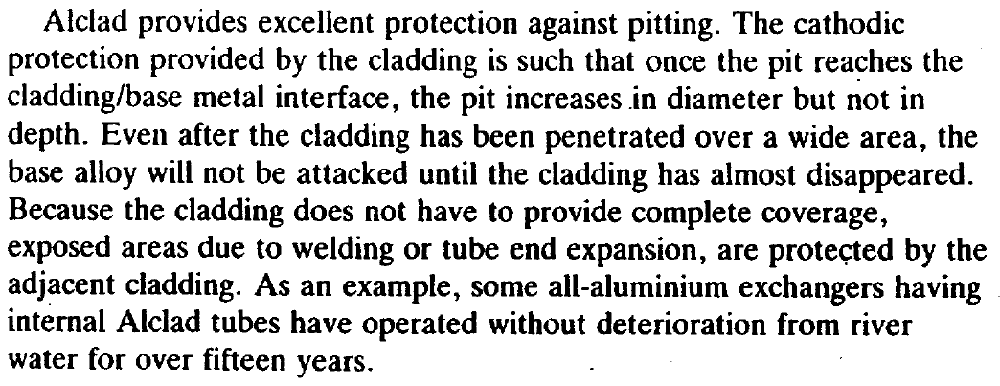 Alclad provides excellent protection against pitting. The cathodic
protection provided by the cladding is such that once the pit reaches the
cladding/base metal interface, the pit increases in diameter but not in
depth. Even after the cladding has been penetrated over a wide area, the
base alloy will not be attacked until the cladding has almost disappeared.
Because the cladding does not have to provide complete coverage,
exposed areas due to welding or tube end expansion, are protected by the
adjacent cladding. As an example, some all-aluminium exchangers having
internal Alclad tubes have operated without deterioration from river
water for over fifteen years.